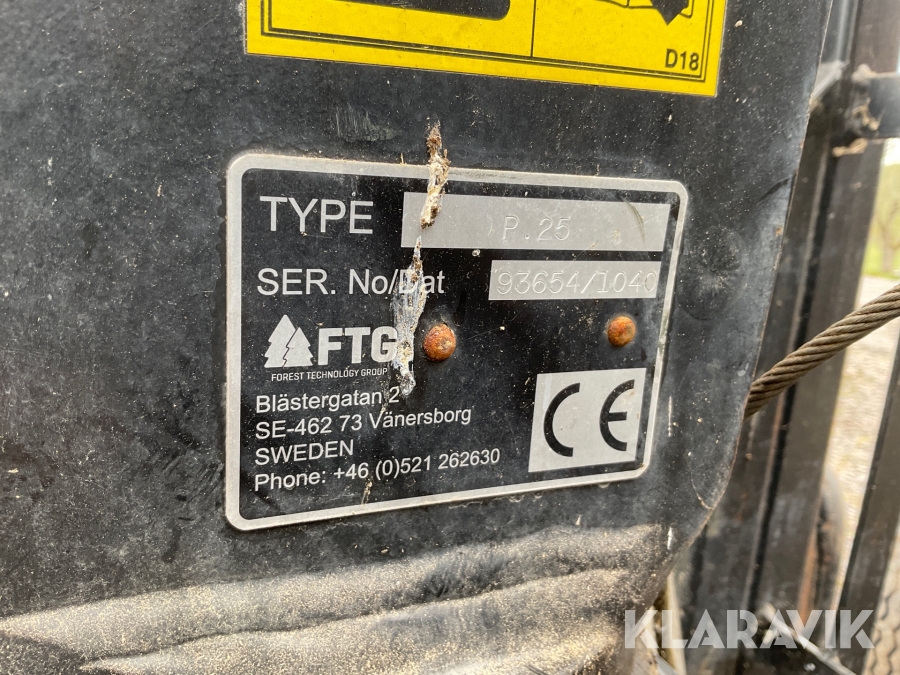 D18
TYPE P.25
SER. No/Dat 93654/1040
FTG
FOREST TECHNOLOGY GROUP
Blästergatan 2
SE-462 73 Vänersborg
SWEDEN
Phone: +46 (0)521 262630
CE
KLARAVIK